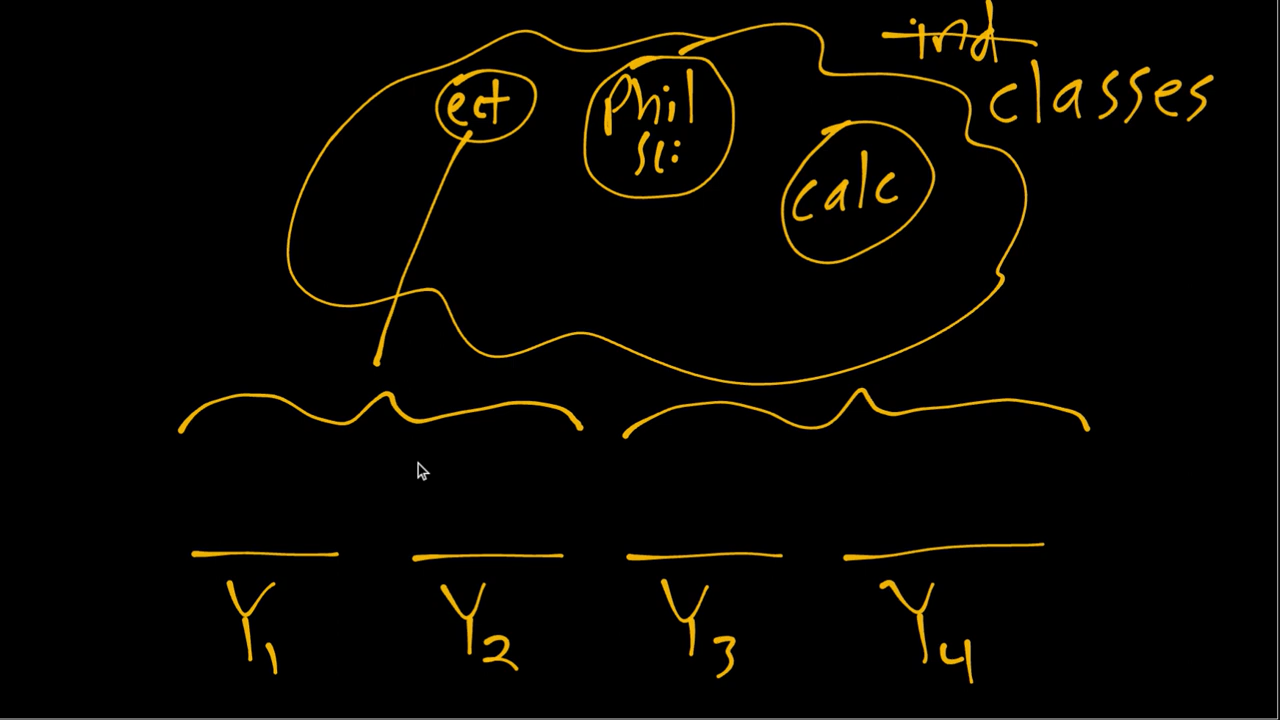 ind
classes
ect
Phil
sci
calc
Y1 Y2 Y3 Y4